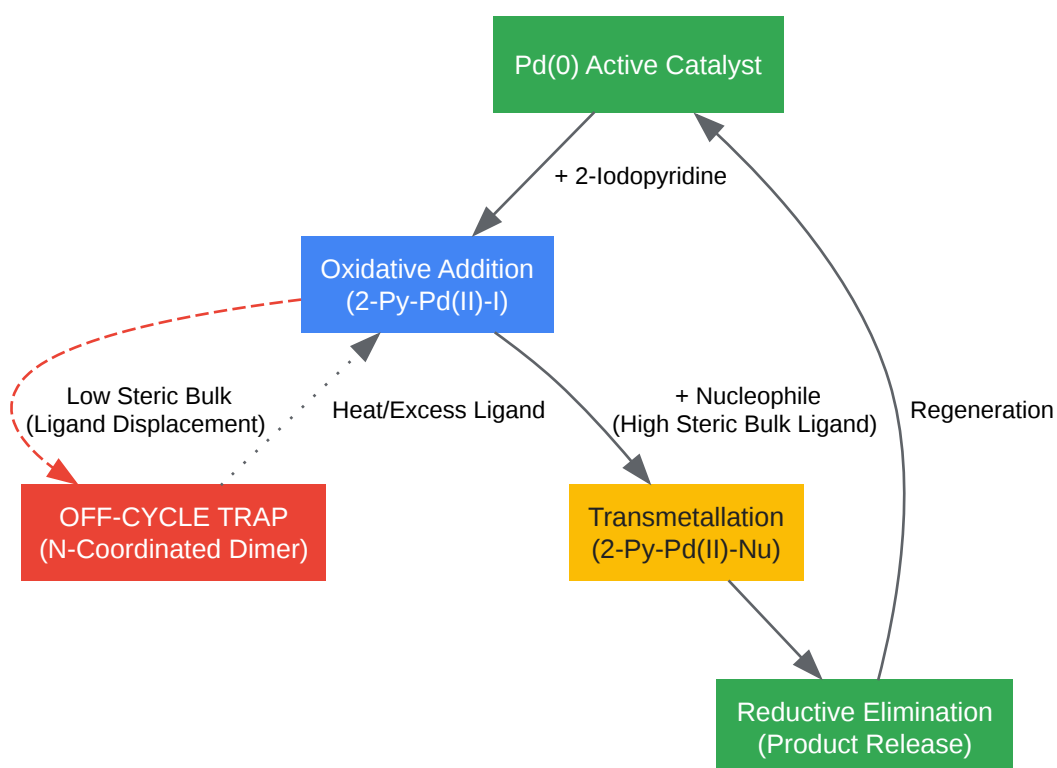 Pd(0) Active Catalyst
+ 2-Iodopyridine
Oxidative Addition
(2-Py-Pd(II)-I)
Low Steric Bulk
(Ligand Displacement)
Heat/Excess Ligand
+ Nucleophile
(High Steric Bulk Ligand)
Regeneration
OFF-CYCLE TRAP
(N-Coordinated Dimer)
Transmetallation
(2-Py-Pd(II)-Nu)
Reductive Elimination
(Product Release)